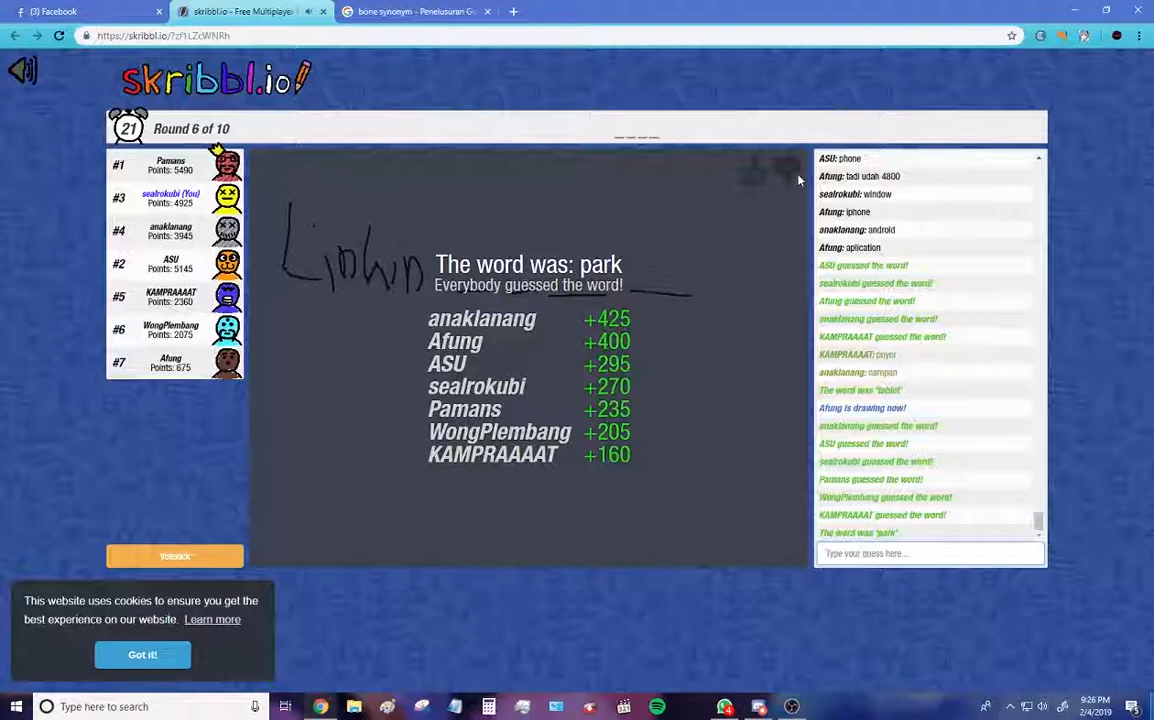 (3) Facebook
skribbl.io - Free Multiplayer
bone synonym - Penelusuran Go
https://skribbl.io/?zf1LZcWNRh
skribbl.io
21
Round 6 of 10
#1
Pamans
Points: 5490
#3
sealrokubi (You)
Points: 4925
#4
anaklanang
Points: 3945
#2
ASU
Points: 5145
#5
KAMPRAAAAT
Points: 2360
#6
WongPlembang
Points: 2075
#7
Afung
Points: 675
Votekick
Linkin
The word was: park
Everybody guessed the word!
anaklanang +425
Afung +400
ASU +295
sealrokubi +270
Pamans +235
WongPlembang +205
KAMPRAAAAT +160
ASU: phone
Afung: tadi udah 4800
sealrokubi: window
Afung: iphone
anaklanang: android
Afung: aplication
ASU guessed the word!
sealrokubi guessed the word!
Afung guessed the word!
anaklanang guessed the word!
KAMPRAAAAT guessed the word!
KAMPRAAAAT: puyer
anaklanang: nampan
The word was 'tablet'
Afung is drawing now!
anaklanang guessed the word!
ASU guessed the word!
sealrokubi guessed the word!
Pamans guessed the word!
WongPlembang guessed the word!
KAMPRAAAAT guessed the word!
The word was 'park'
Type your guess here...
This website uses cookies to ensure you get the
best experience on our website. Learn more
Got it!
Type here to search
4
9:26 PM
2/4/2019